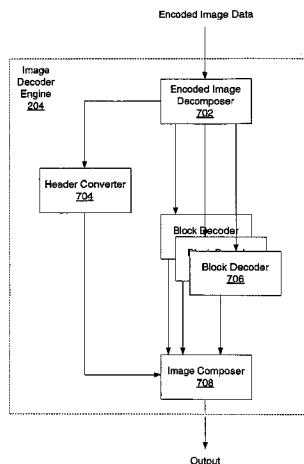 Encoded Image Data
Image
Decoder
Engine
204
Encoded Image
Decomposer
702
Header Converter
704
Block Decoder
Block Decoder
706
Image Composer
708
Output